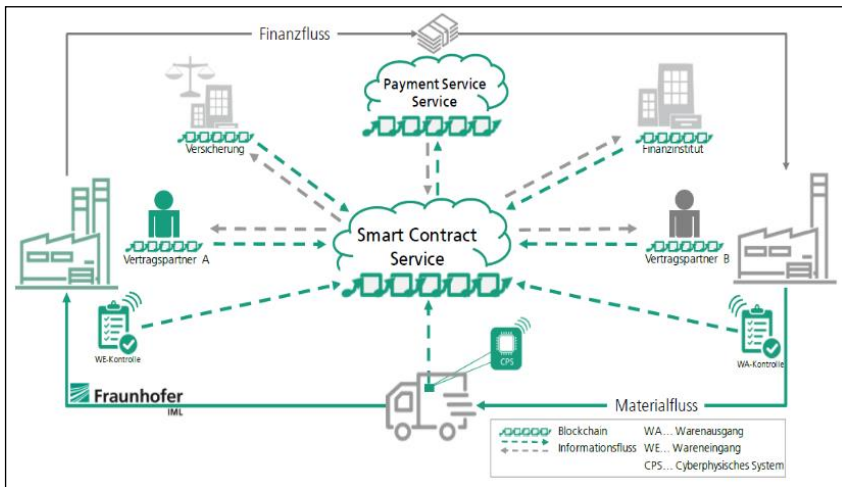 Finanzfluss
Payment Service
Service
Versicherung
Finanzinstitut
Smart Contract
Service
Vertragspartner A
Vertragspartner B
WE-Kontrolle
CPS
WA-Kontrolle
Fraunhofer
IML
Materialfluss
Blockchain
Informationsfluss
WA... Warenausgang
WE... Wareneingang
CPS... Cyberphysisches System